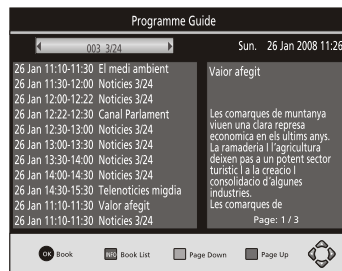 Programme Guide
003 3/24
Sun. 26 Jan 2008 11:26
26 Jan 11:10-11:30 El medi ambient
26 Jan 11:30-12:00 Noticies 3/24
26 Jan 12:00-12:22 Noticies 3/24
26 Jan 12:22-12:30 Canal Parlament
26 Jan 12:30-13:00 Noticies 3/24
26 Jan 13:00-13:30 Noticies 3/24
26 Jan 13:30-14:00 Noticies 3/24
26 Jan 14:00-14:30 Noticies 3/24
26 Jan 14:30-15:30 Telenoticies migdia
26 Jan 11:10-11:30 Valor afegit
26 Jan 11:10-11:30 Noticies 3/24
Vaior afegit
Les comarques de muntanya
viuen una clara represa
economica en els ultims anys.
La ramaderia I l'agricultura
deixen pas a un potent sector
turistic I a la creacio I
consolidacio d'algunes
industries.
Les comarques de
Page: 1 / 3
OK Book
INFO Book List
Page Down
Page Up